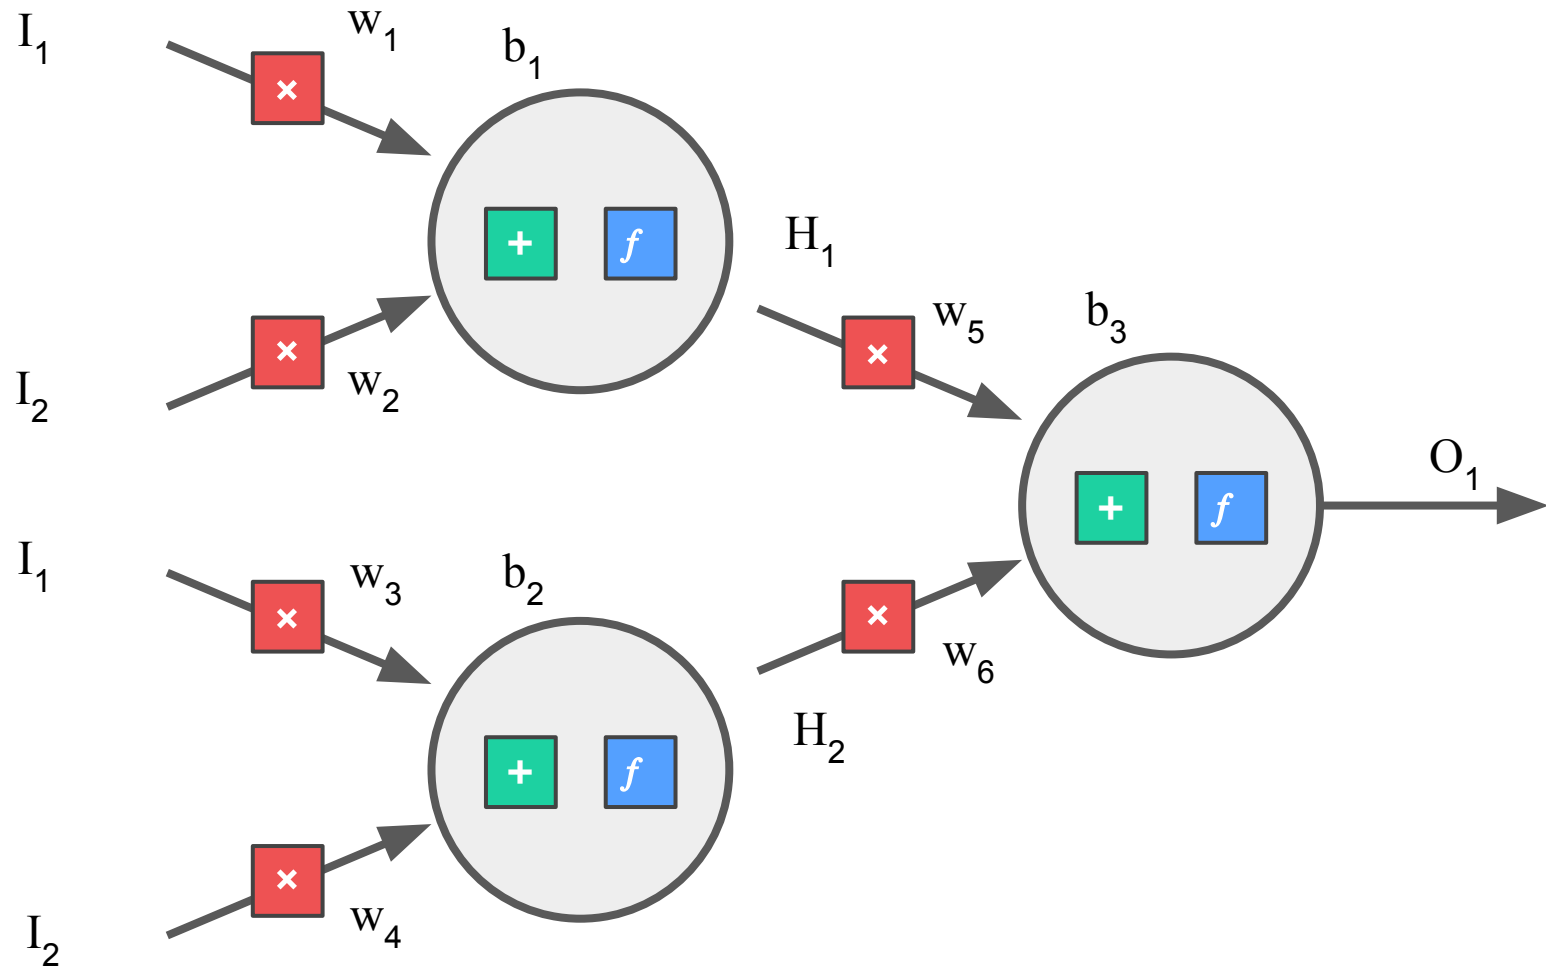 I₁
w₁
b₁
×
+ f
H₁
×
w₂
I₂
w₅
b₃
×
+ f
O₁
I₁
w₃
b₂
×
×
w₆
+ f
H₂
×
w₄
I₂